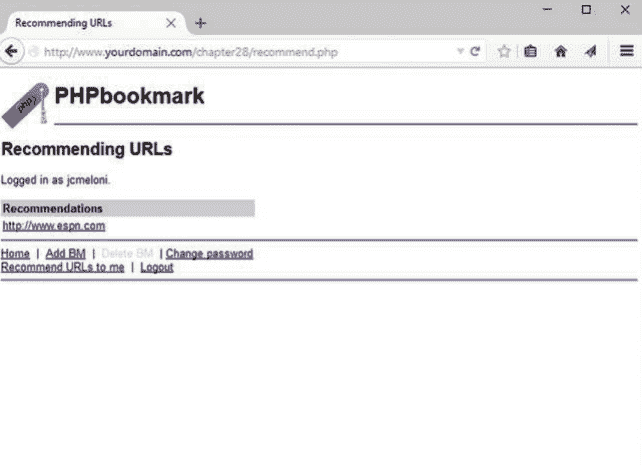 Recommending URLs
http://www.yourdomain.com/chapter28/recommend.php
php
PHPbookmark
Recommending URLs
Logged in as jcmeloni.
Recommendations
http://www.espn.com
Home | Add BM | Delete BM | Change password
Recommend URLs to me | Logout